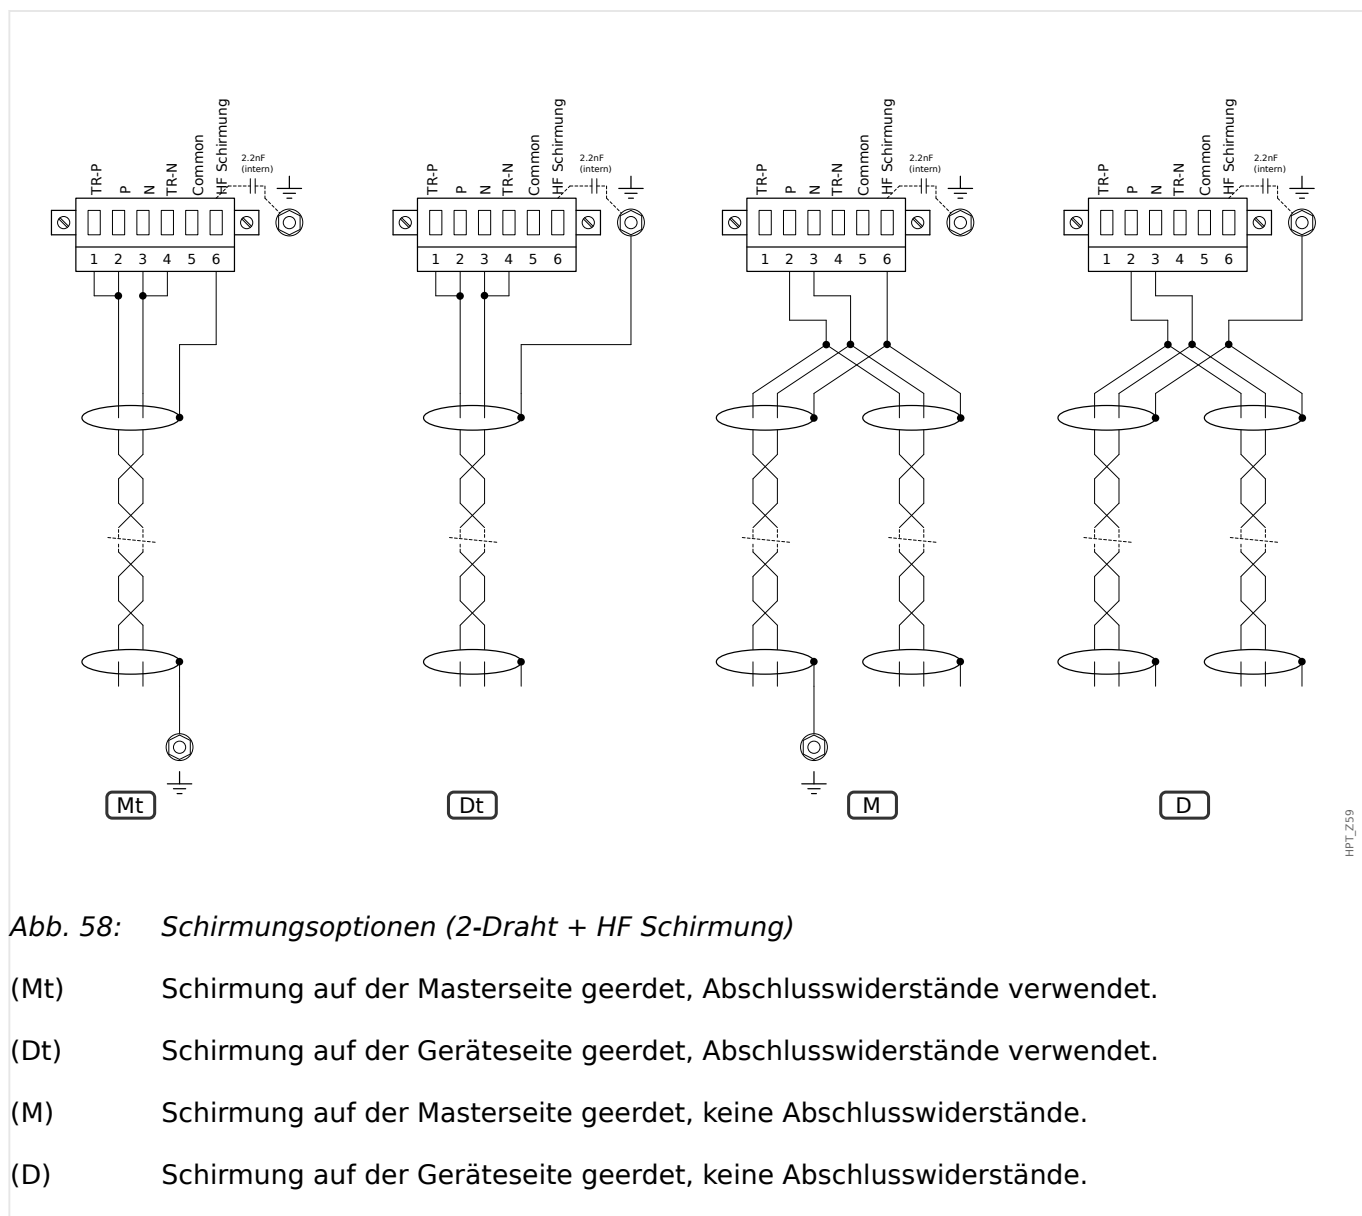 TR-P P N TR-N Common HF Schirmung 2.2nF (intern)
1 2 3 4 5 6
TR-P P N TR-N Common HF Schirmung 2.2nF (intern)
1 2 3 4 5 6
TR-P P N TR-N Common HF Schirmung 2.2nF (intern)
1 2 3 4 5 6
TR-P P N TR-N Common HF Schirmung 2.2nF (intern)
1 2 3 4 5 6
Mt
Dt
M
D
HPT_Z59
Abb. 58: Schirmungsoptionen (2-Draht + HF Schirmung)
(Mt) Schirmung auf der Masterseite geerdet, Abschlusswiderstände verwendet.
(Dt) Schirmung auf der Geräteseite geerdet, Abschlusswiderstände verwendet.
(M) Schirmung auf der Masterseite geerdet, keine Abschlusswiderstände.
(D) Schirmung auf der Geräteseite geerdet, keine Abschlusswiderstände.